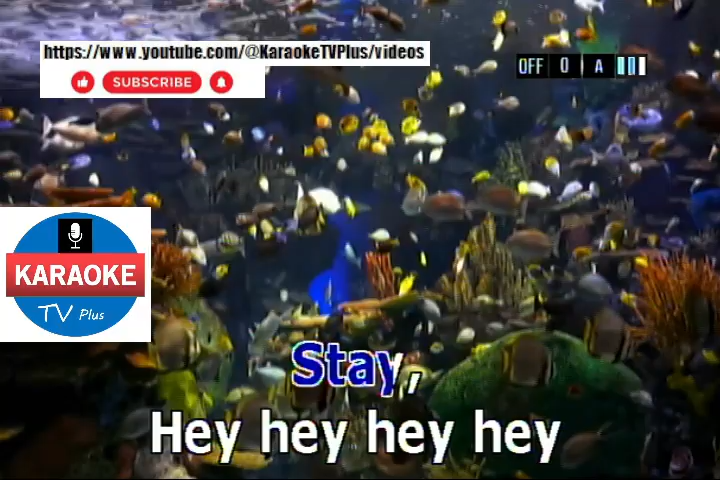 https://www.youtube.com/@KaraokeTVPlus/videos
SUBSCRIBE
OFF 0 A
KARAOKE
TV Plus
Stay,
Hey hey hey hey